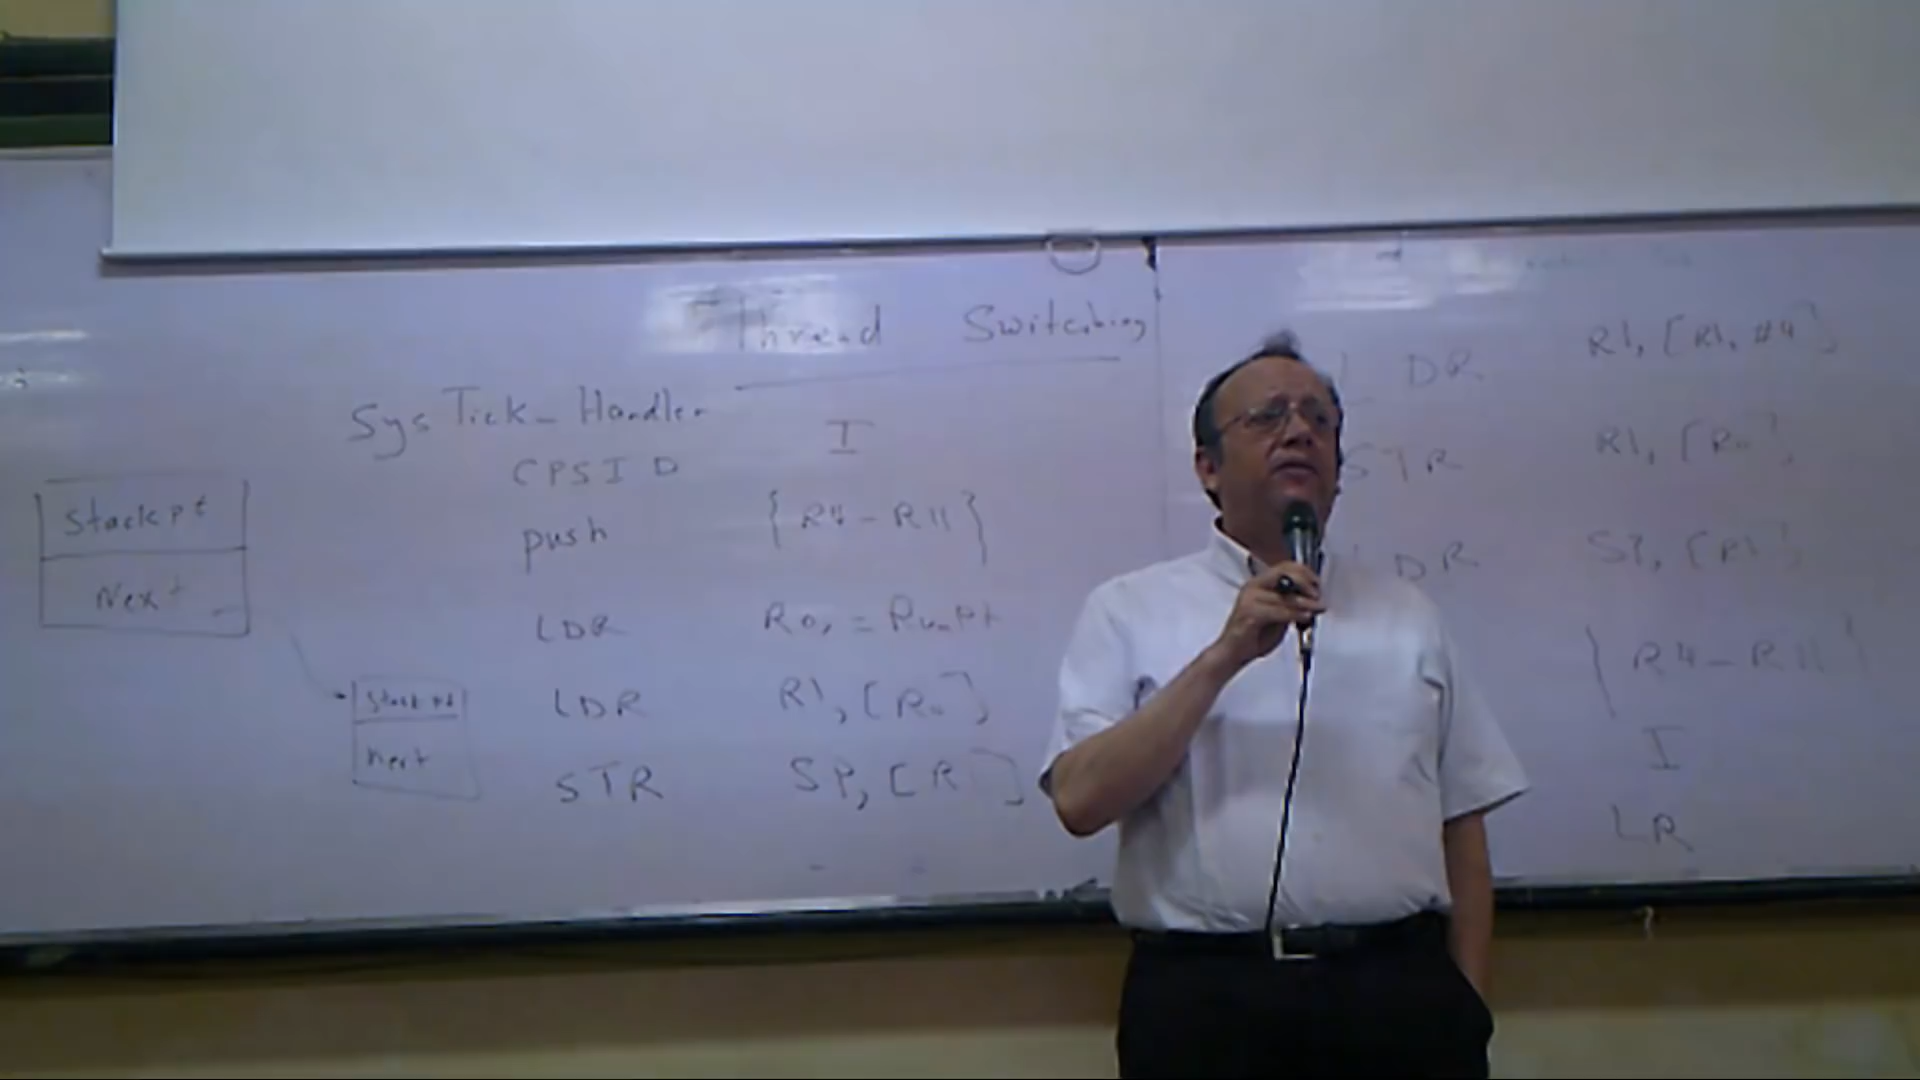 Thread Switching
SysTick_Handler
CPSID I
push {R4-R11}
LDR R0, =RunPt
LDR R1, [R0]
STR SP, [R ]
Stack pt
Next
Stack pt
Next
LDR R1, [R1, #4]
STR R1, [R0]
LDR SP, [R1]
{R4-R11}
I
LR